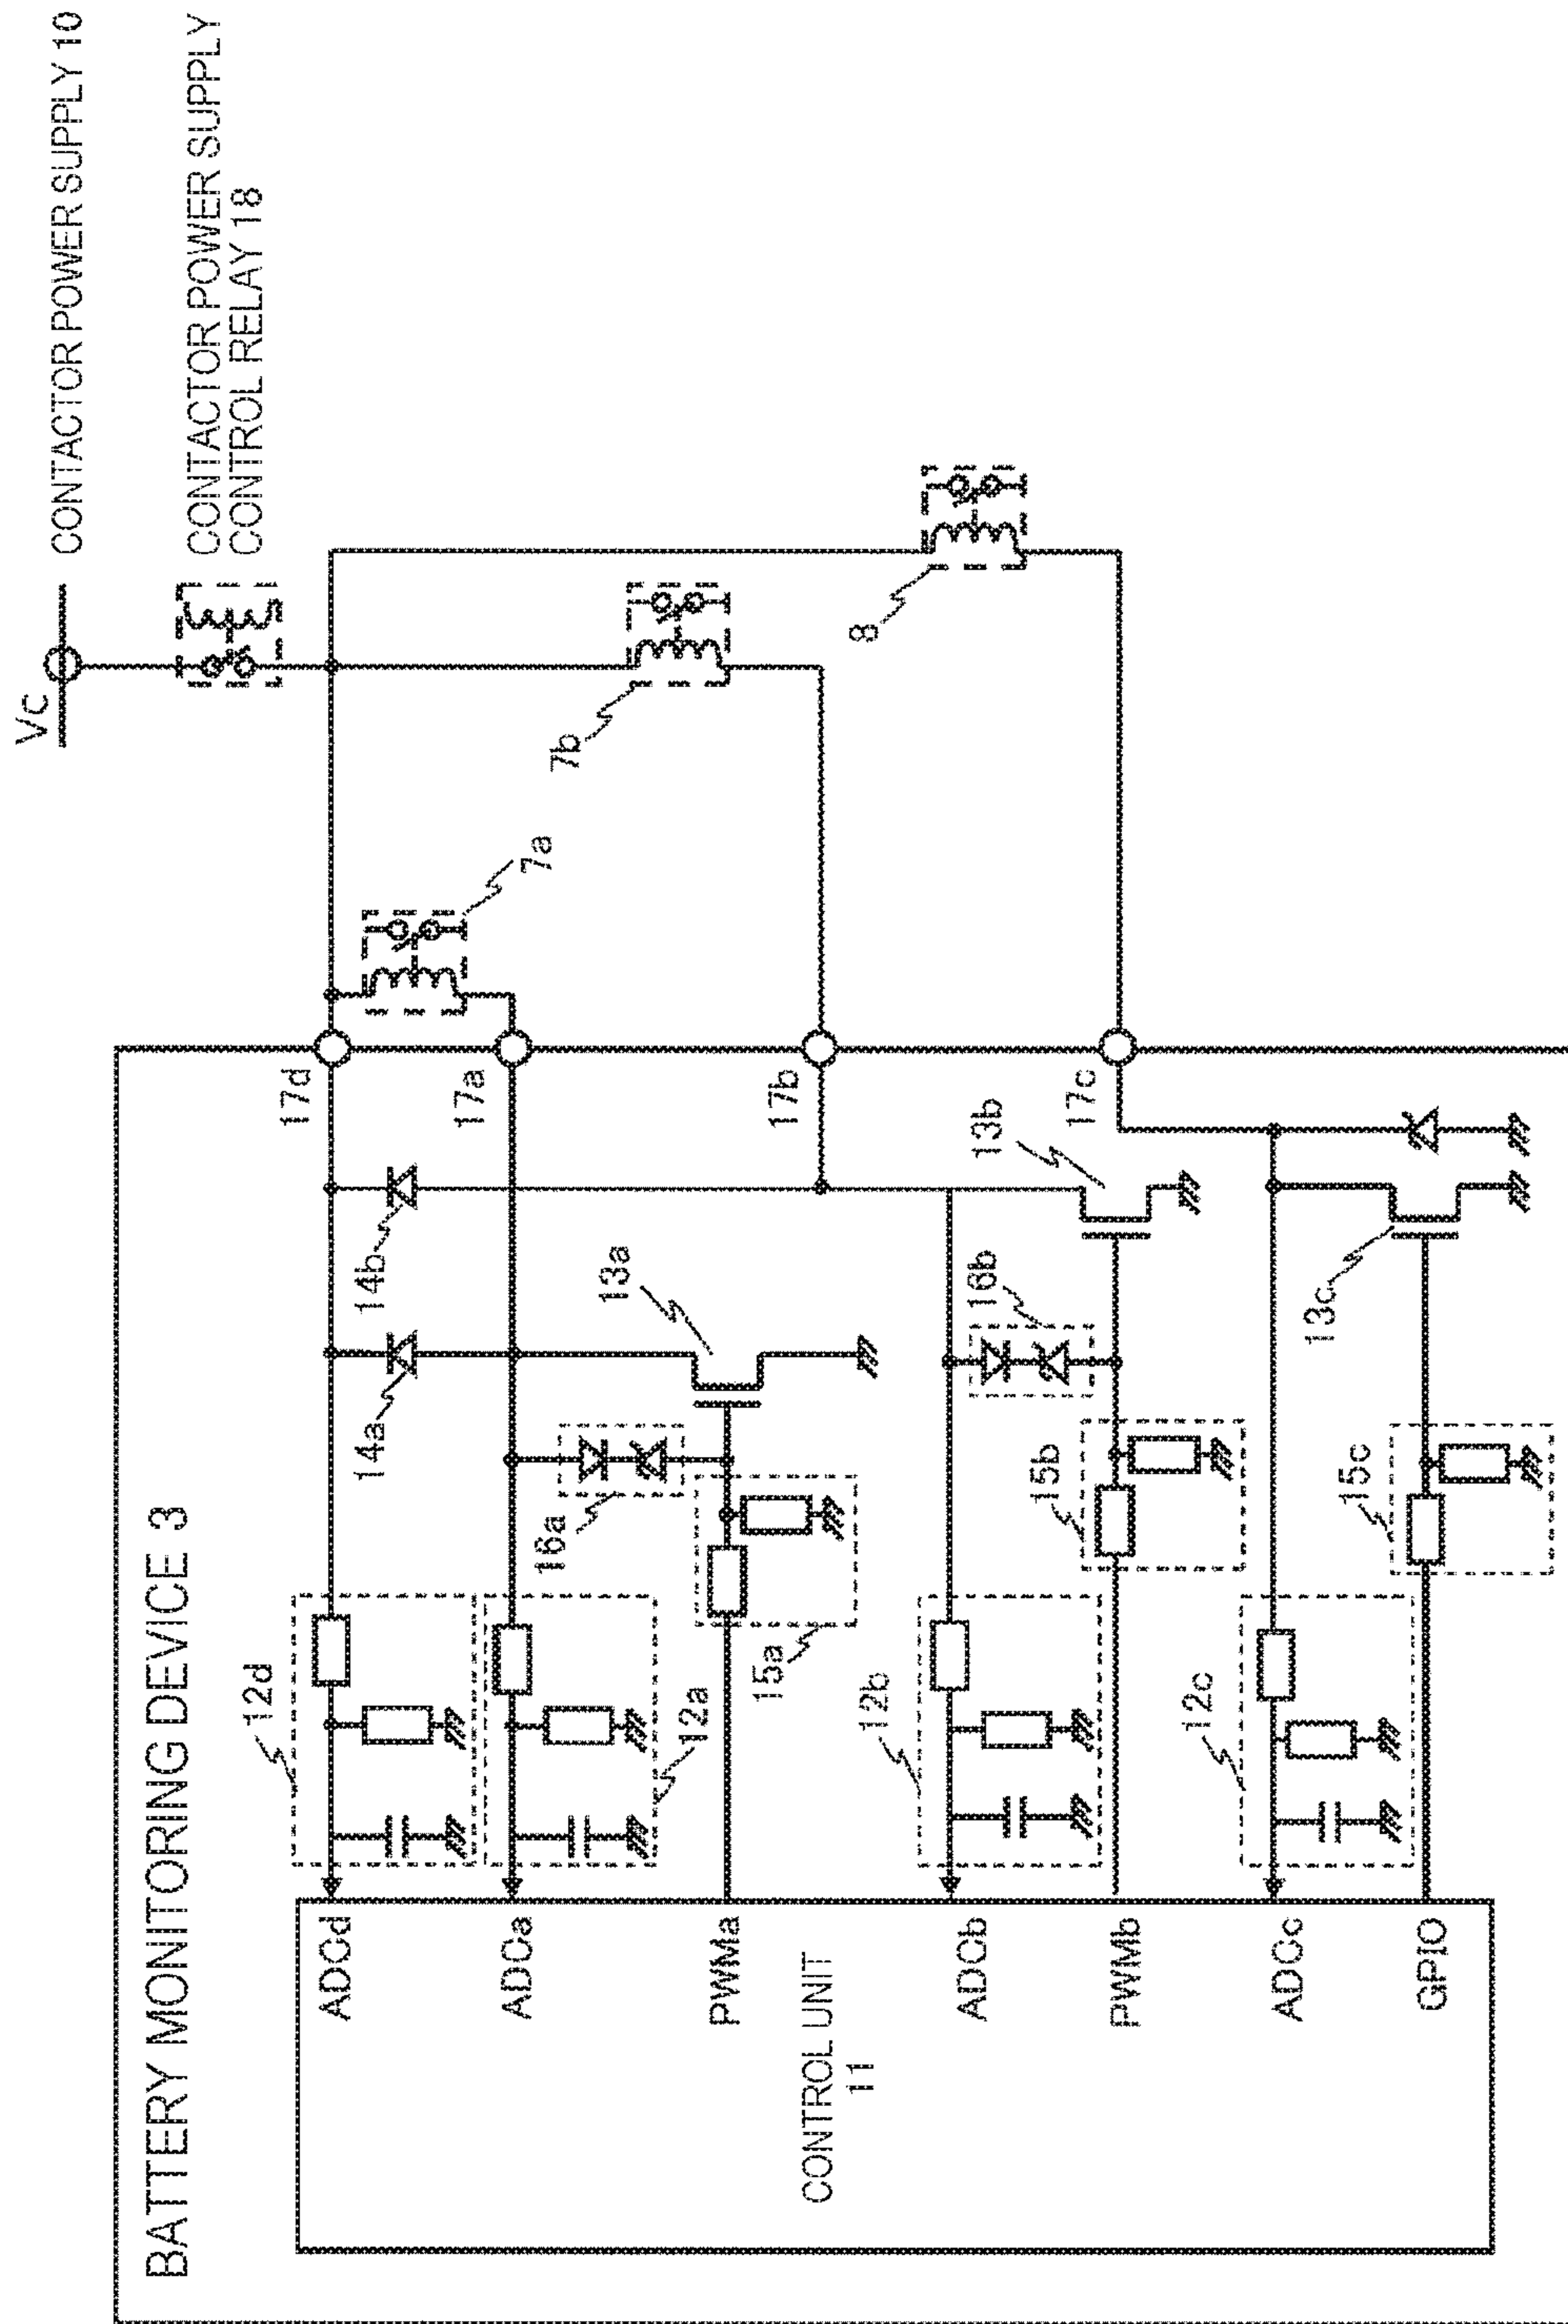 BATTERY MONITORING DEVICE 3
Vc
CONTACTOR POWER SUPPLY 10
CONTACTOR POWER SUPPLY
CONTROL RELAY 18
12d
14a
14b
17d
ADCd
7a
17a
ADCa
16a
12a
13a
PWMa
15a
7b
17b
CONTROL UNIT
11
12b
16b
13b
ADCb
15b
PWMb
8
17c
12c
ADCc
15c
13c
GPIO